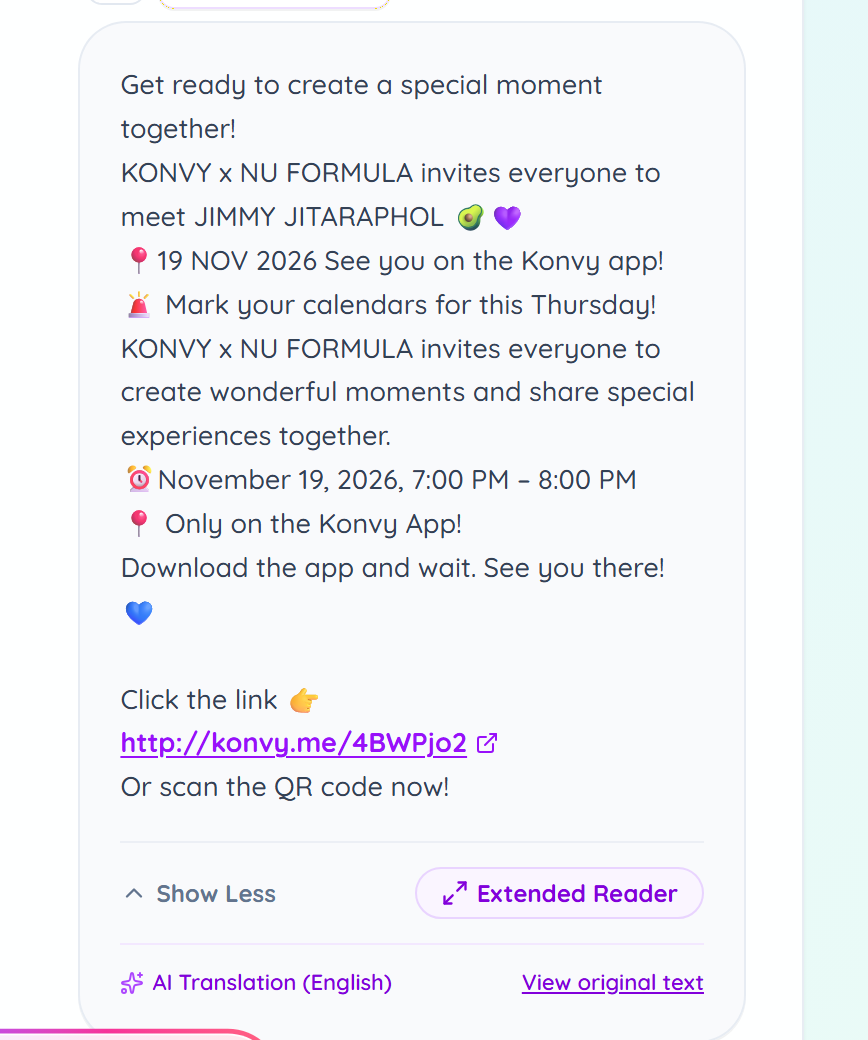 Get ready to create a special moment
together!
KONVY x NU FORMULA invites everyone to
meet JIMMY JITARAPHOL 🥑 💜
📍19 NOV 2026 See you on the Konvy app!
🚨 Mark your calendars for this Thursday!
KONVY x NU FORMULA invites everyone to
create wonderful moments and share special
experiences together.
⏰November 19, 2026, 7:00 PM – 8:00 PM
📍 Only on the Konvy App!
Download the app and wait. See you there!
💙
Click the link 👉
http://konvy.me/4BWPjo2
Or scan the QR code now!
Show Less
Extended Reader
AI Translation (English)
View original text